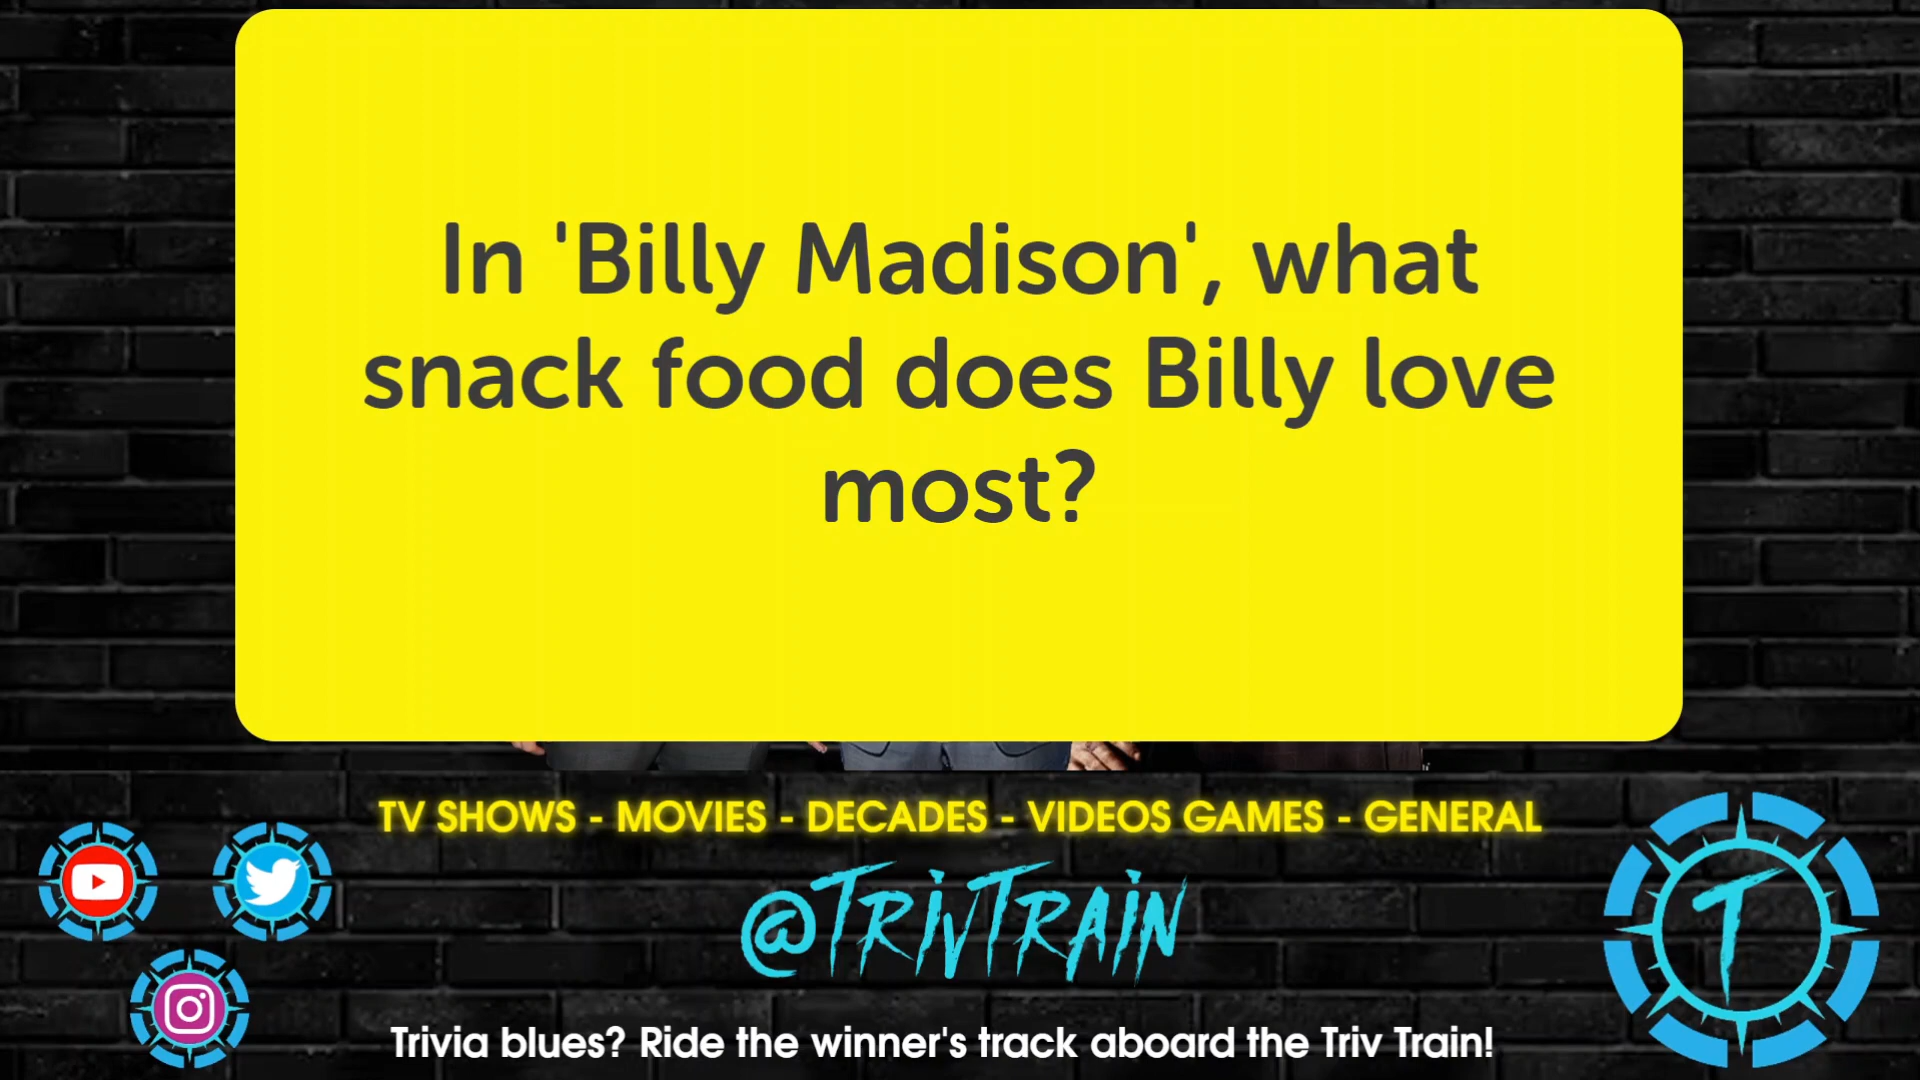 In 'Billy Madison', what
snack food does Billy love
most?
TV SHOWS - MOVIES - DECADES - VIDEOS GAMES - GENERAL
@TRIVTRAIN
T
Trivia blues? Ride the winner's track aboard the Triv Train!